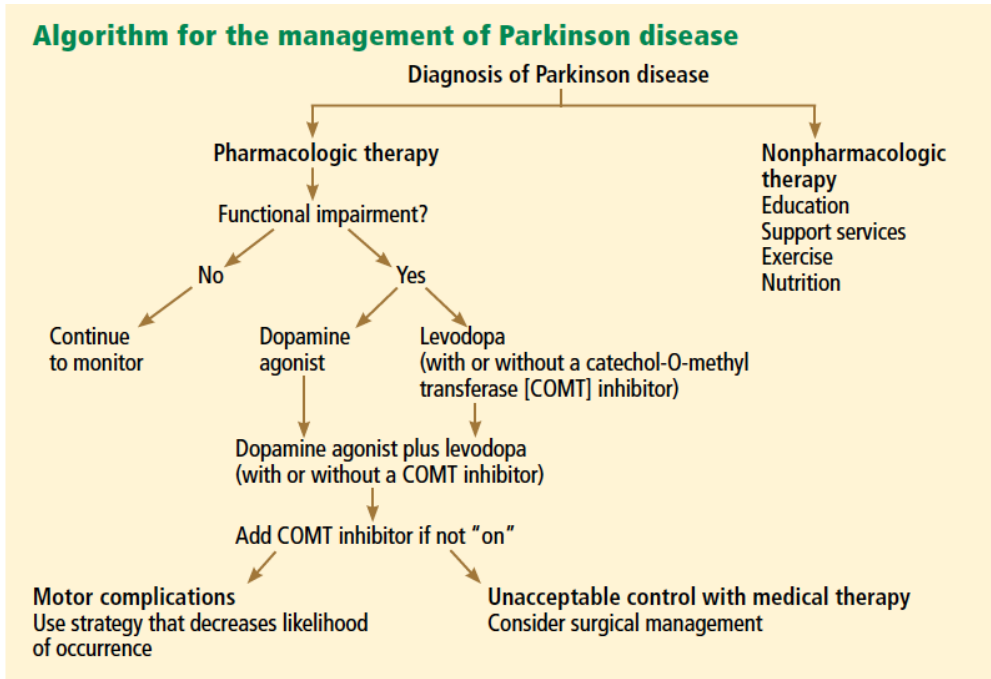 Algorithm for the management of Parkinson disease
Diagnosis of Parkinson disease
Pharmacologic therapy
Nonpharmacologic
therapy
Education
Support services
Exercise
Nutrition
Functional impairment?
No
Yes
Continue
to monitor
Dopamine
agonist
Levodopa
(with or without a catechol-O-methyl
transferase [COMT] inhibitor)
Dopamine agonist plus levodopa
(with or without a COMT inhibitor)
Add COMT inhibitor if not “on”
Motor complications
Use strategy that decreases likelihood
of occurrence
Unacceptable control with medical therapy
Consider surgical management